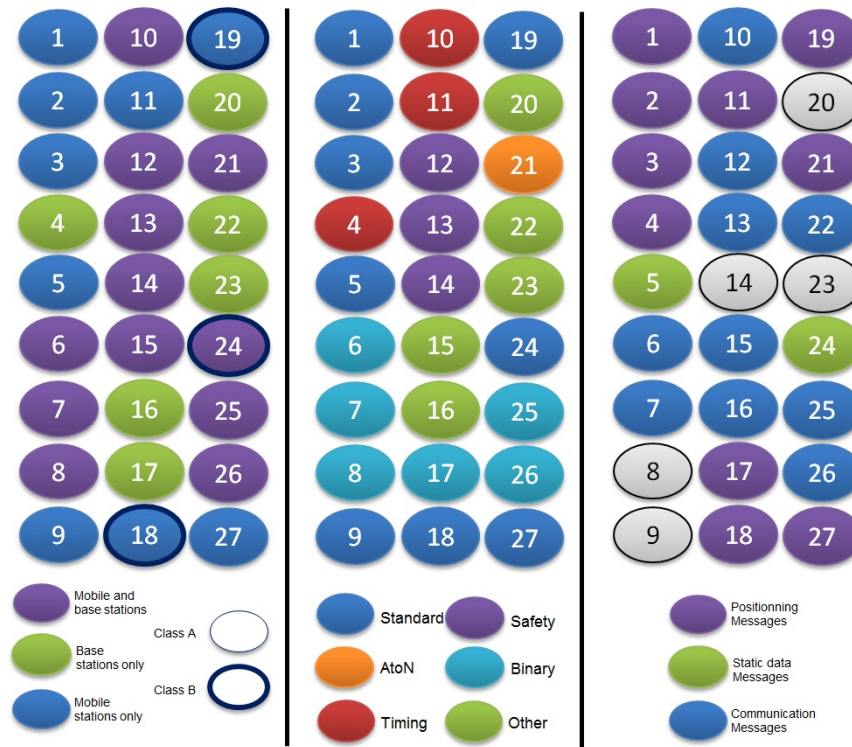 1 10 19
2 11 20
3 12 21
4 13 22
5 14 23
6 15 24
7 16 25
8 17 26
9 18 27
Mobile and
base stations
Base
stations only
Mobile
stations only
Class A
Class B
1 10 19
2 11 20
3 12 21
4 13 22
5 14 23
6 15 24
7 16 25
8 17 26
9 18 27
Standard
Safety
AtoN
Binary
Timing
Other
1 10 19
2 11 20
3 12 21
4 13 22
5 14 23
6 15 24
7 16 25
8 17 26
9 18 27
Positionning
Messages
Static data
Messages
Communication
Messages